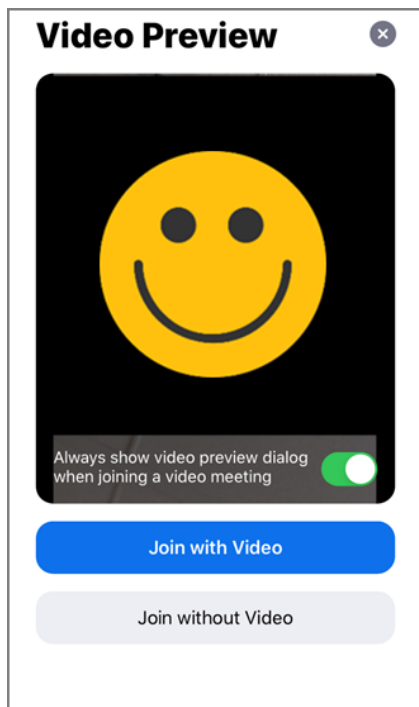 Video Preview
Always show video preview dialog
when joining a video meeting
Join with Video
Join without Video